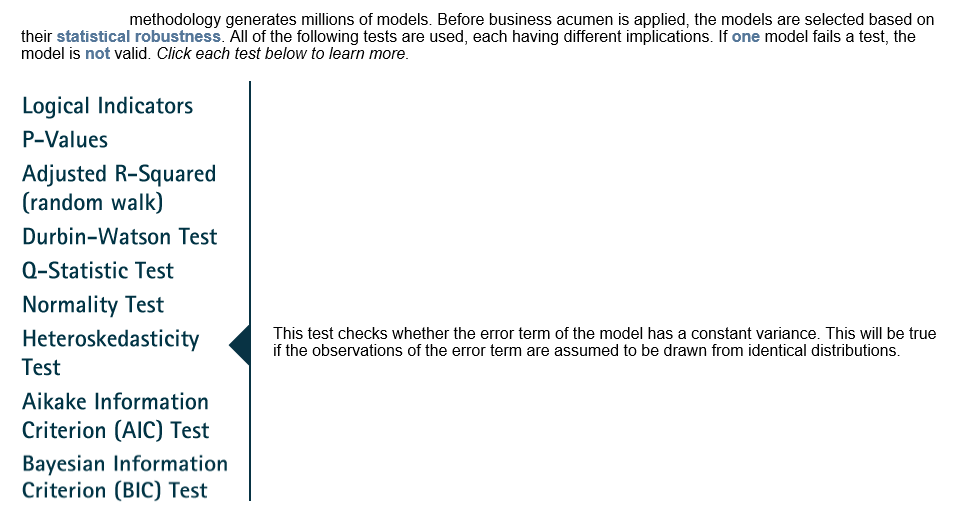 methodology generates millions of models. Before business acumen is applied, the models are selected based on
their statistical robustness. All of the following tests are used, each having different implications. If one model fails a test, the
model is not valid. Click each test below to learn more.
Logical Indicators
P-Values
Adjusted R-Squared
(random walk)
Durbin-Watson Test
Q-Statistic Test
Normality Test
Heteroskedasticity
Test
This test checks whether the error term of the model has a constant variance. This will be true
if the observations of the error term are assumed to be drawn from identical distributions.
Aikake Information
Criterion (AIC) Test
Bayesian Information
Criterion (BIC) Test